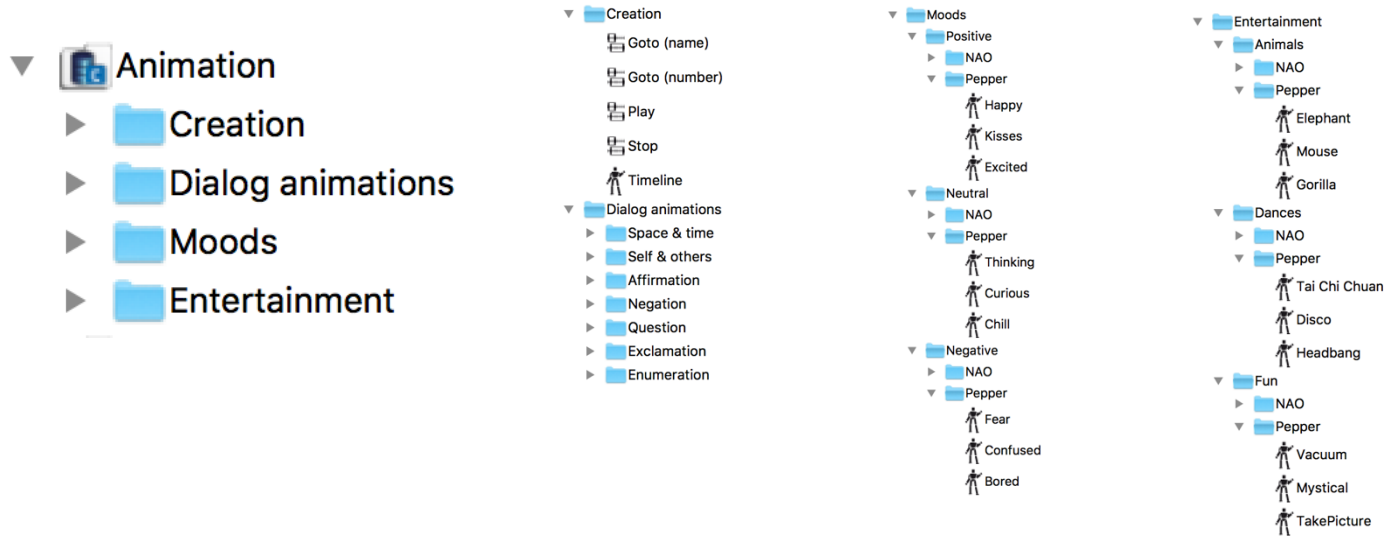 Animation
Creation
Dialog animations
Moods
Entertainment
Creation
Goto (name)
Goto (number)
Play
Stop
Timeline
Dialog animations
Space & time
Self & others
Affirmation
Negation
Question
Exclamation
Enumeration
Moods
Positive
NAO
Pepper
Happy
Kisses
Excited
Neutral
NAO
Pepper
Thinking
Curious
Chill
Negative
NAO
Pepper
Fear
Confused
Bored
Entertainment
Animals
NAO
Pepper
Elephant
Mouse
Gorilla
Dances
NAO
Pepper
Tai Chi Chuan
Disco
Headbang
Fun
NAO
Pepper
Vacuum
Mystical
TakePicture